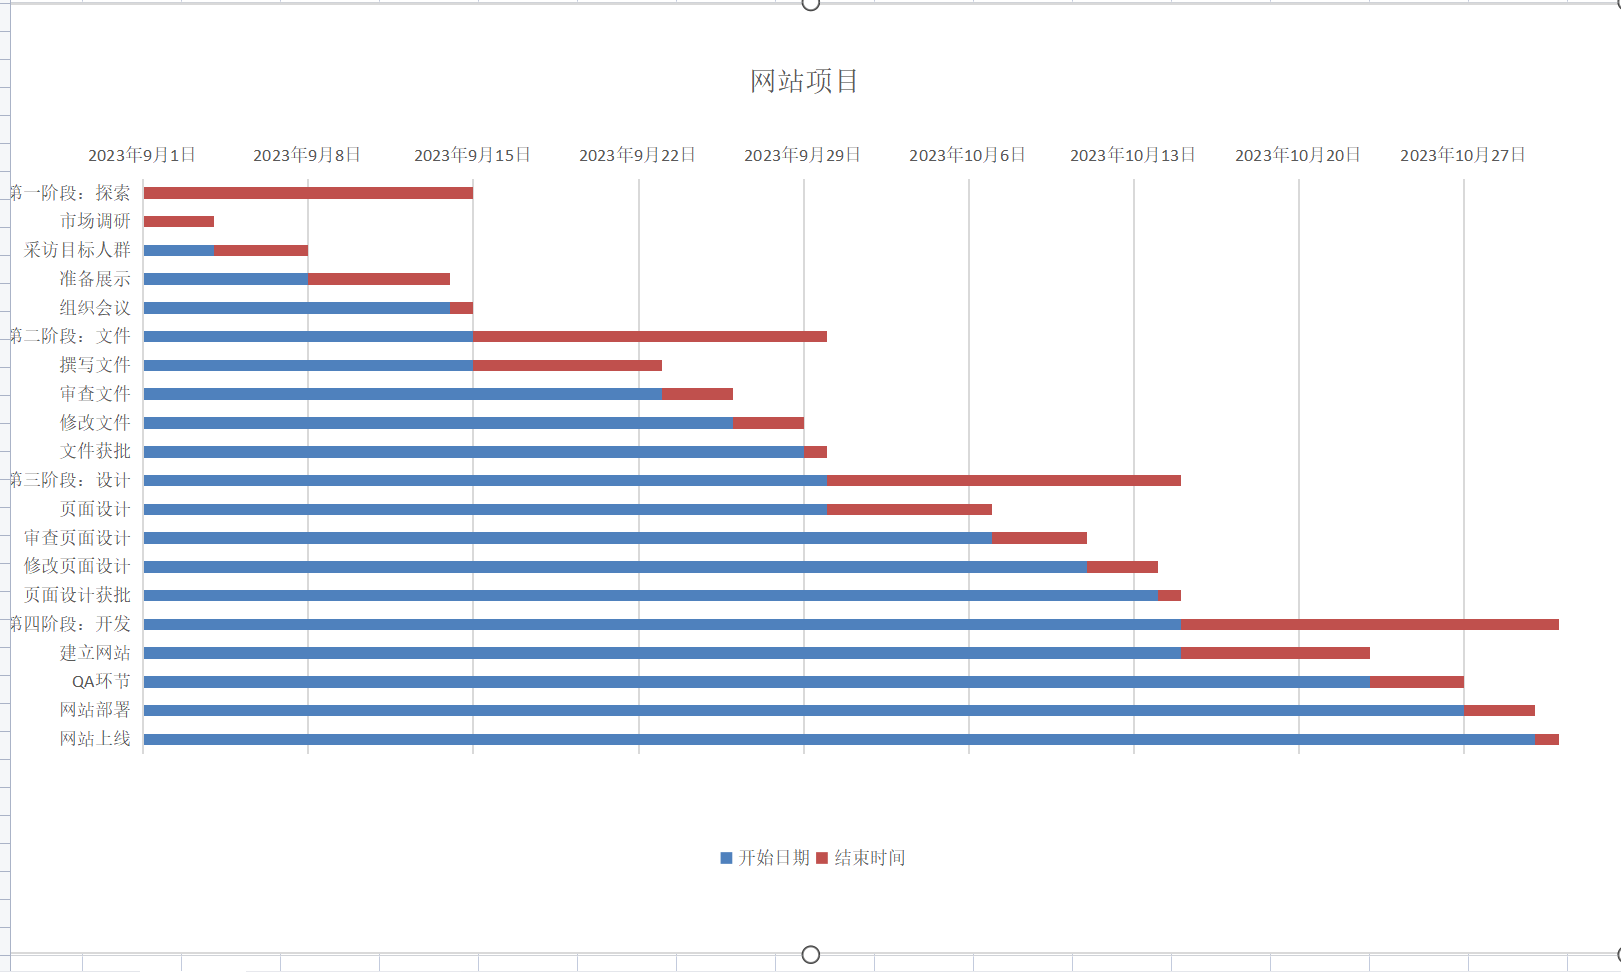 网站项目
2023年9月1日 2023年9月8日 2023年9月15日 2023年9月22日 2023年9月29日 2023年10月6日 2023年10月13日 2023年10月20日 2023年10月27日
第一阶段：探索
市场调研
采访目标人群
准备展示
组织会议
第二阶段：文件
撰写文件
审查文件
修改文件
文件获批
第三阶段：设计
页面设计
审查页面设计
修改页面设计
页面设计获批
第四阶段：开发
建立网站
QA环节
网站部署
网站上线
开始日期 结束时间